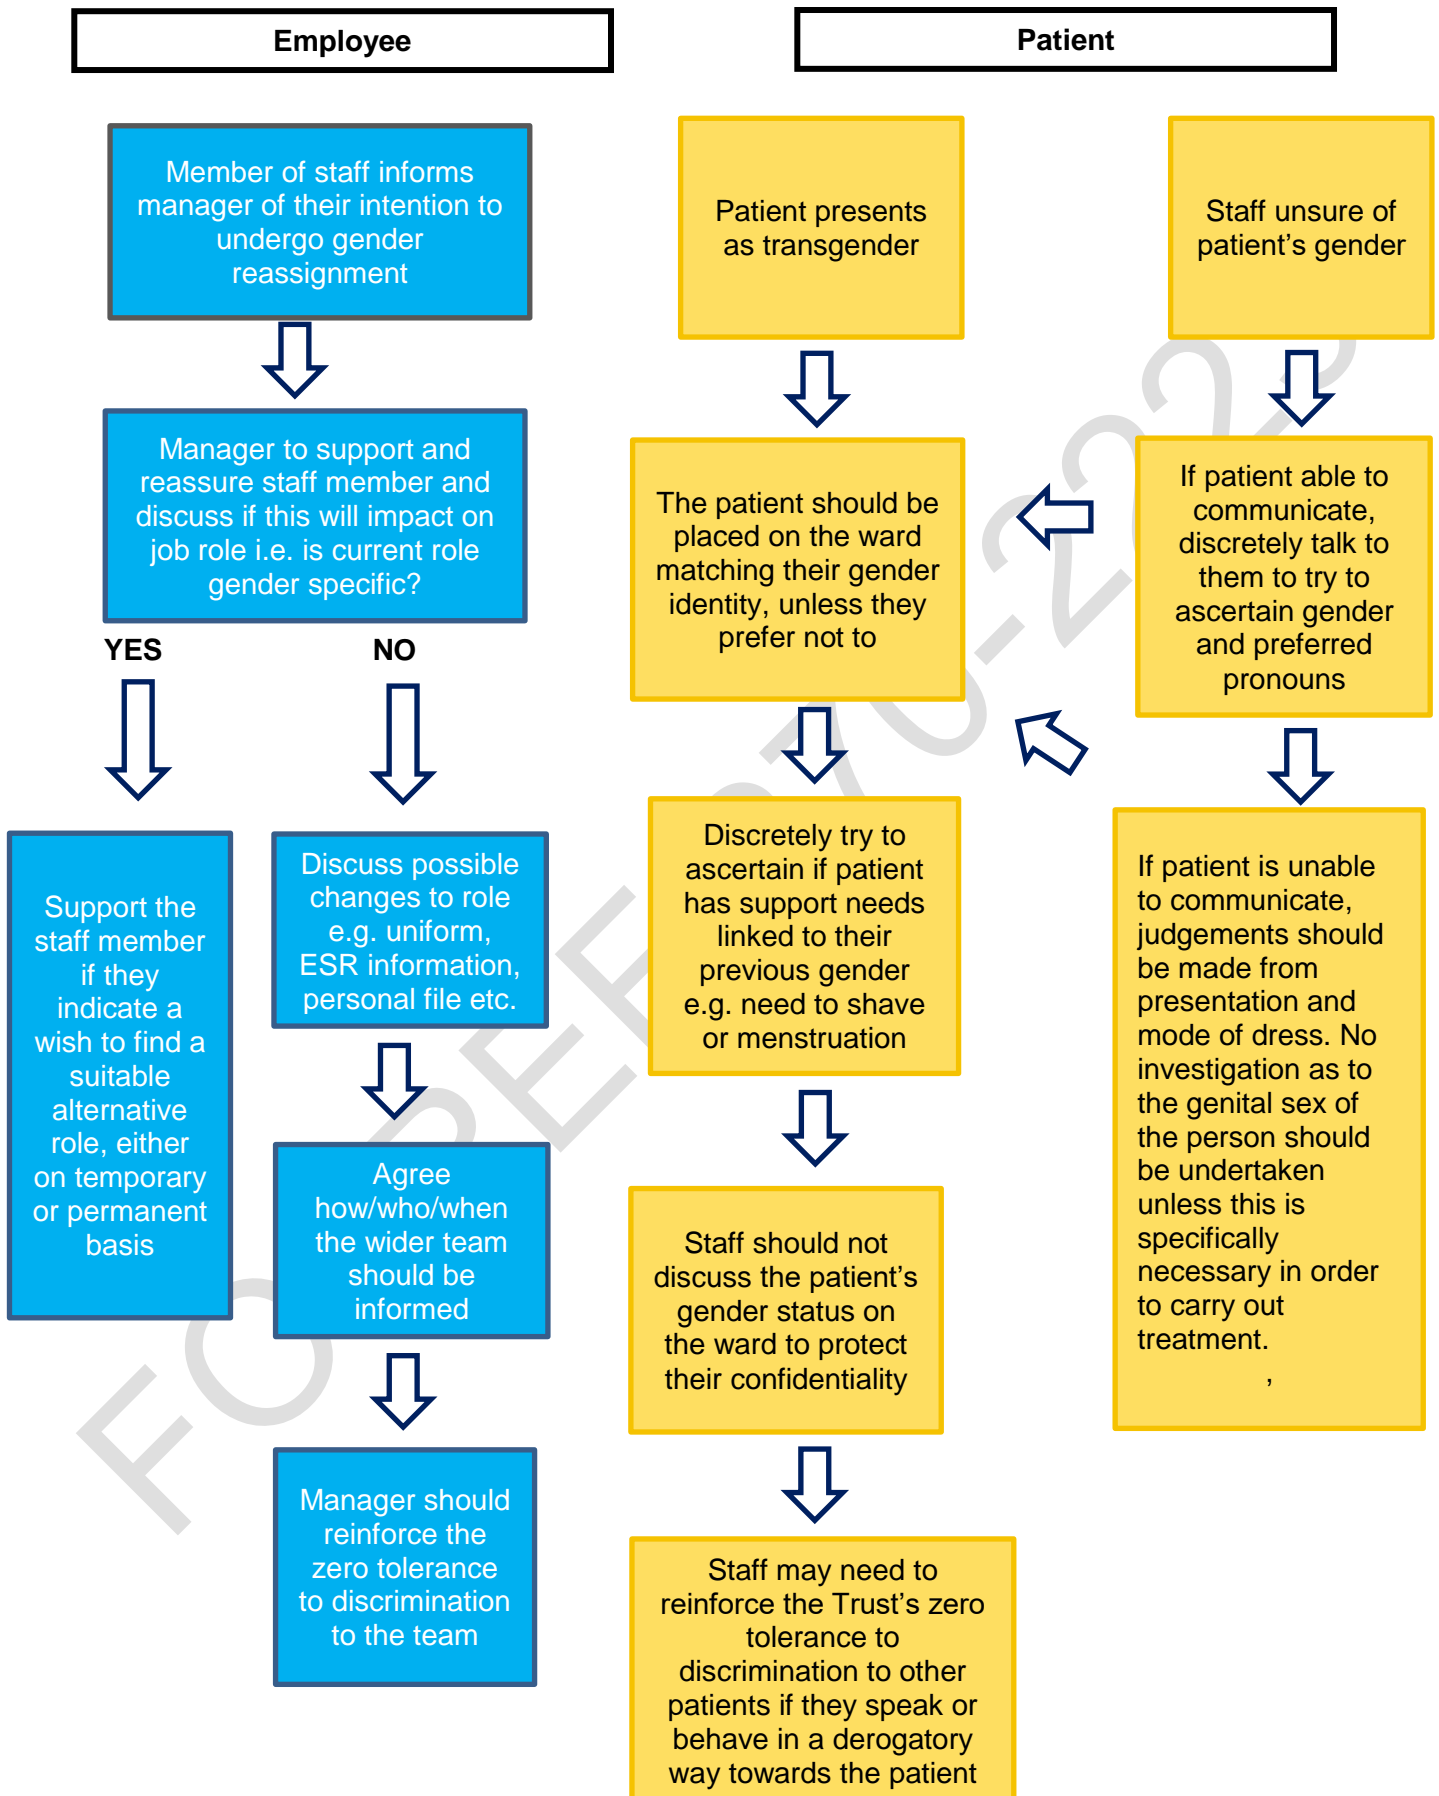 Employee
Member of staff informs
manager of their intention to
undergo gender
reassignment
Manager to support and
reassure staff member and
discuss if this will impact on
job role i.e. is current role
gender specific?
YES
NO
Support the
staff member
if they
indicate a
wish to find a
suitable
alternative
role, either
on temporary
or permanent
basis
Discuss possible
changes to role
e.g. uniform,
ESR information,
personal file etc.
Agree
how/who/when
the wider team
should be
informed
Manager should
reinforce the
zero tolerance
to discrimination
to the team
Patient
Patient presents
as transgender
The patient should be
placed on the ward
matching their gender
identity, unless they
prefer not to
Discretely try to
ascertain if patient
has support needs
linked to their
previous gender
e.g. need to shave
or menstruation
Staff should not
discuss the patient’s
gender status on
the ward to protect
their confidentiality
Staff may need to
reinforce the Trust’s zero
tolerance to
discrimination to other
patients if they speak or
behave in a derogatory
way towards the patient
Staff unsure of
patient’s gender
If patient able to
communicate,
discretely talk to
them to try to
ascertain gender
and preferred
pronouns
If patient is unable
to communicate,
judgements should
be made from
presentation and
mode of dress. No
investigation as to
the genital sex of
the person should
be undertaken
unless this is
specifically
necessary in order
to carry out
treatment.
,